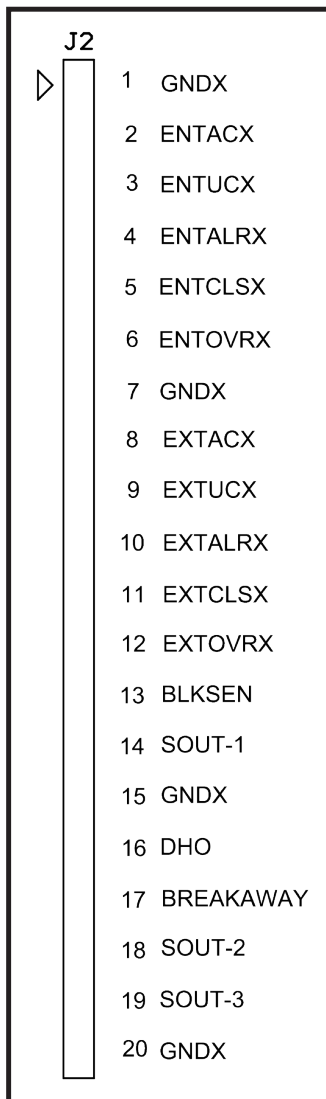 J2
1 GNDX
2 ENTACX
3 ENTUCX
4 ENTALRX
5 ENTCLSX
6 ENTOVRX
7 GNDX
8 EXTACX
9 EXTUCX
10 EXTALRX
11 EXTCLSX
12 EXTOVRX
13 BLKSEN
14 SOUT-1
15 GNDX
16 DHO
17 BREAKAWAY
18 SOUT-2
19 SOUT-3
20 GNDX